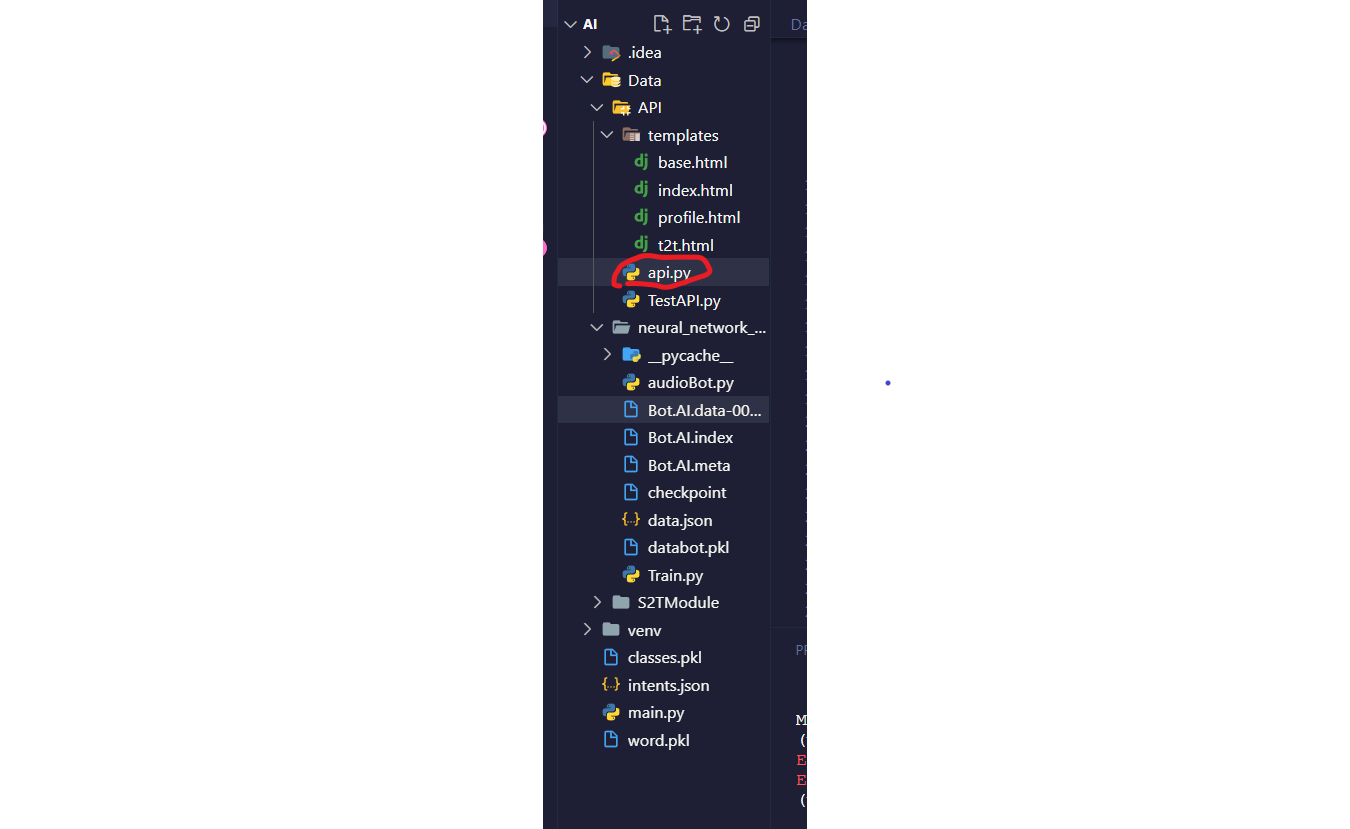 AI
.idea
Data
API
templates
dj base.html
dj index.html
dj profile.html
dj t2t.html
api.py
TestAPI.py
neural_network_...
__pycache__
audioBot.py
Bot.AI.data-00...
Bot.AI.index
Bot.AI.meta
checkpoint
{..} data.json
databot.pkl
Train.py
S2TModule
venv
classes.pkl
{..} intents.json
main.py
word.pkl
Da
M
(
E
E
(